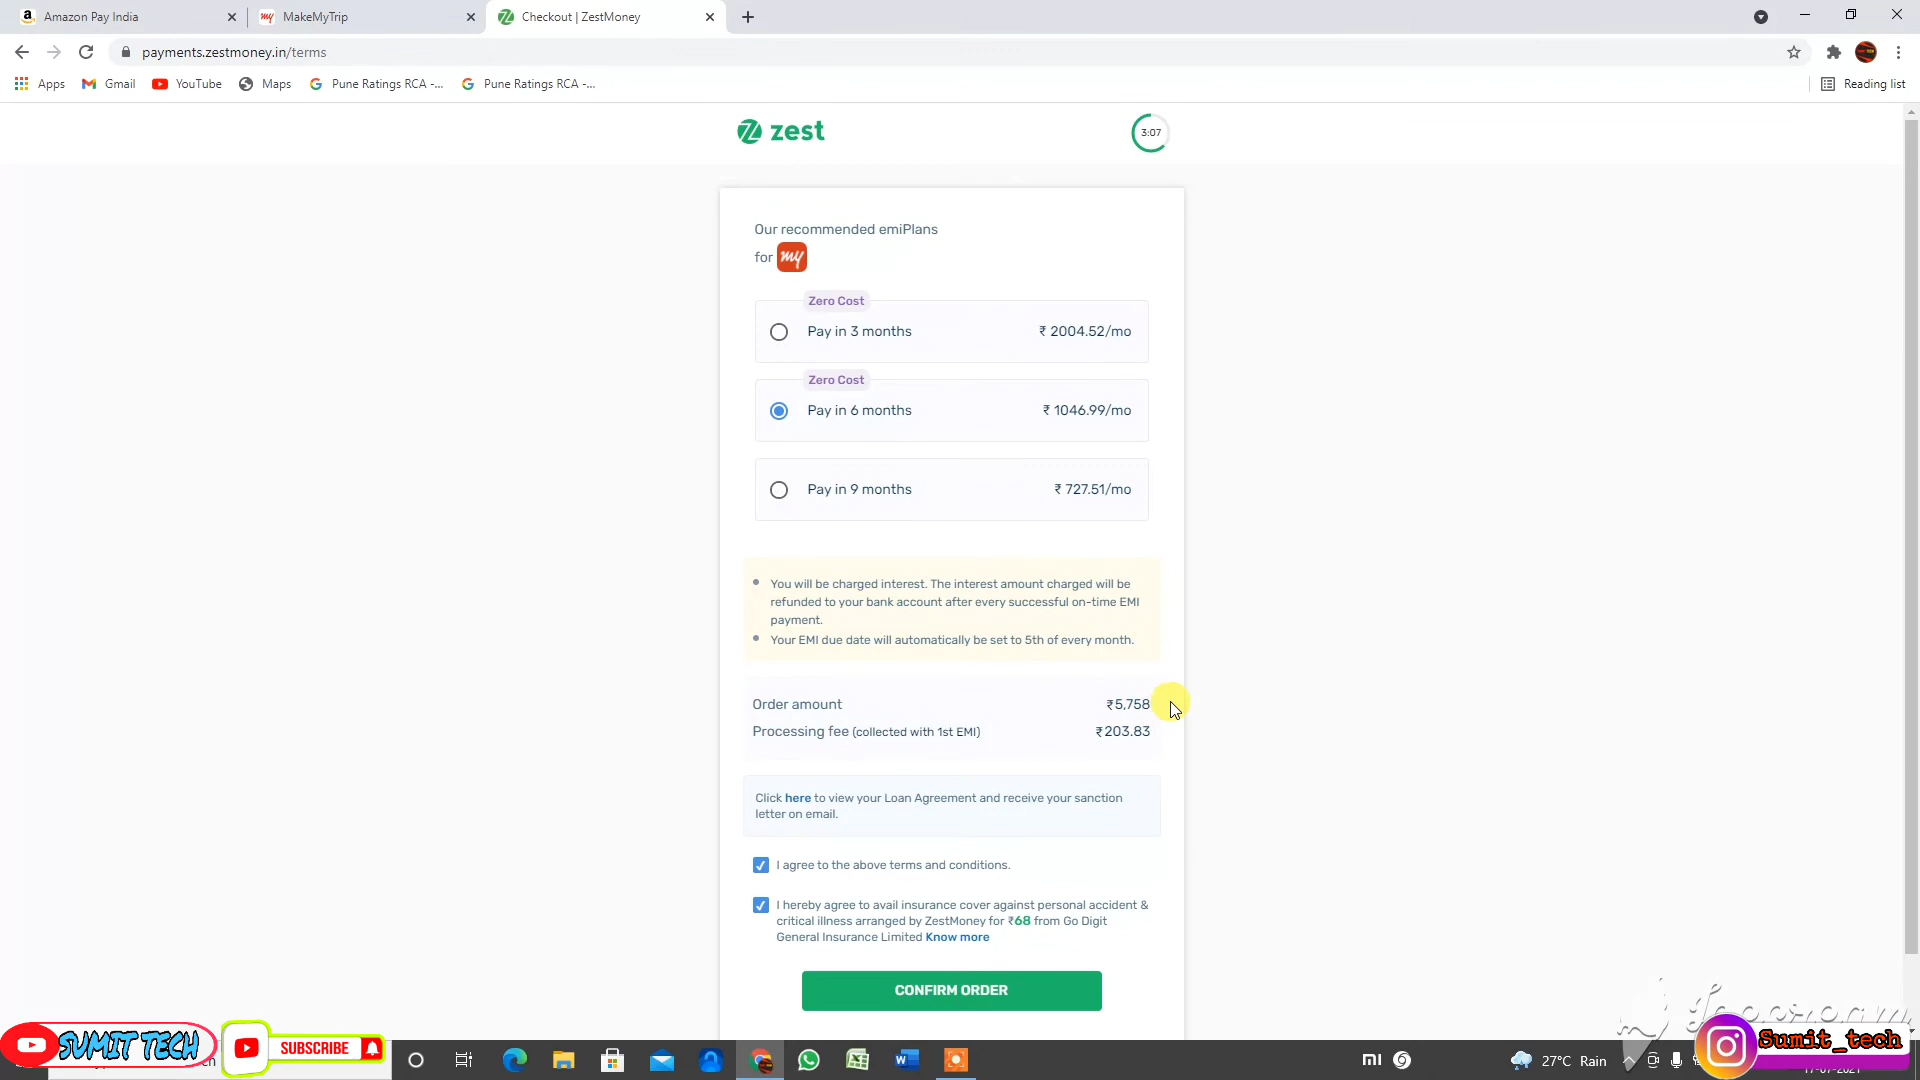 Amazon Pay India
MakeMyTrip
Checkout | ZestMoney
payments.zestmoney.in/terms
Apps
Gmail
YouTube
Maps
Pune Ratings RCA -...
Pune Ratings RCA -...
Reading list
zest
3:07
Our recommended emiPlans
for my
Zero Cost
Pay in 3 months ₹ 2004.52/mo
Zero Cost
Pay in 6 months ₹ 1046.99/mo
Pay in 9 months ₹ 727.51/mo
You will be charged interest. The interest amount charged will be
refunded to your bank account after every successful on-time EMI
payment.
Your EMI due date will automatically be set to 5th of every month.
Order amount ₹5,758
Processing fee (collected with 1st EMI) ₹203.83
Click here to view your Loan Agreement and receive your sanction
letter on email.
I agree to the above terms and conditions.
I hereby agree to avail insurance cover against personal accident &
critical illness arranged by ZestMoney for ₹68 from Go Digit
General Insurance Limited Know more
CONFIRM ORDER
SUMIT TECH
SUBSCRIBE
27°C Rain
Sumit_tech
17-07-2021